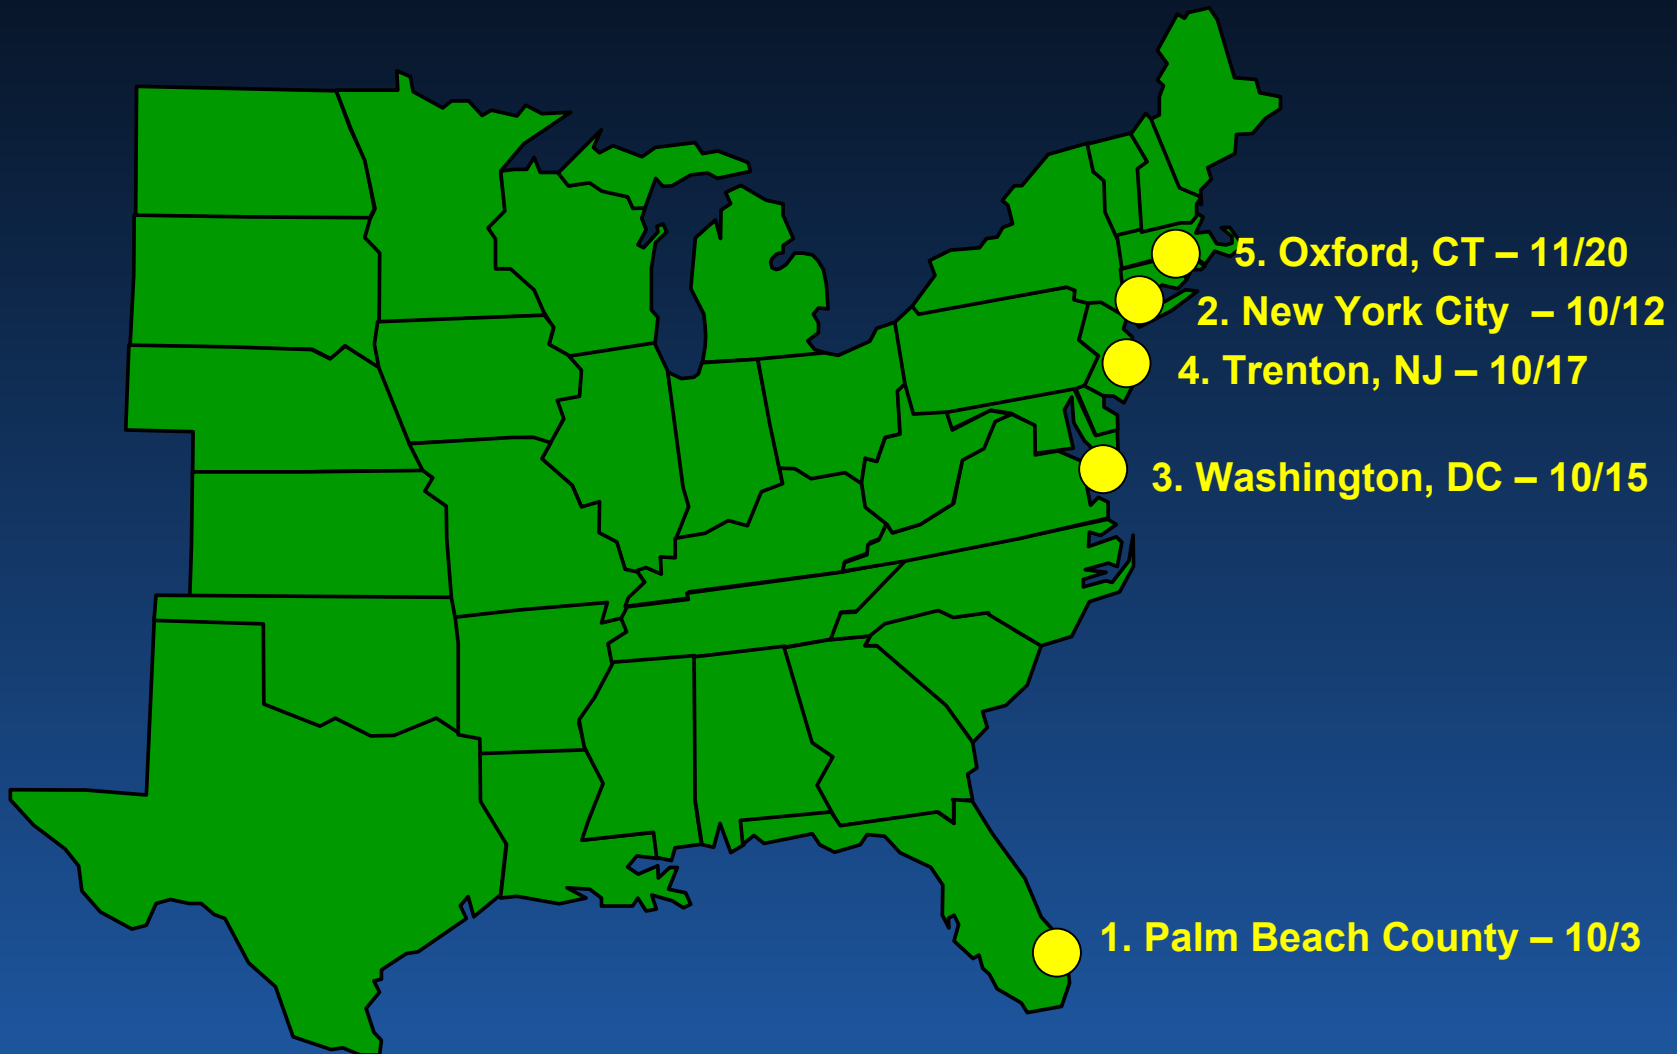 5. Oxford, CT – 11/20
2. New York City – 10/12
4. Trenton, NJ – 10/17
3. Washington, DC – 10/15
1. Palm Beach County – 10/3